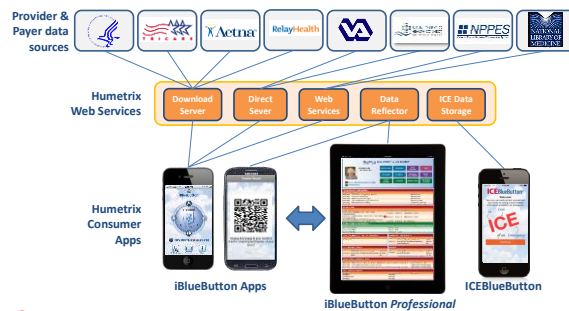 Provider &
Payer data
sources
TRICARE
Aetna
RelayHealth
NPPES
NATIONAL
LIBRARY OF
MEDICINE
Humetrix
Web Services
Download
Server
Direct
Sever
Web
Services
Data
Reflector
ICE Data
Storage
Humetrix
Consumer
Apps
SAMSUNG
ICEBlueButton
ICE
iBlueButton Apps
iBlueButton Professional
ICEBlueButton